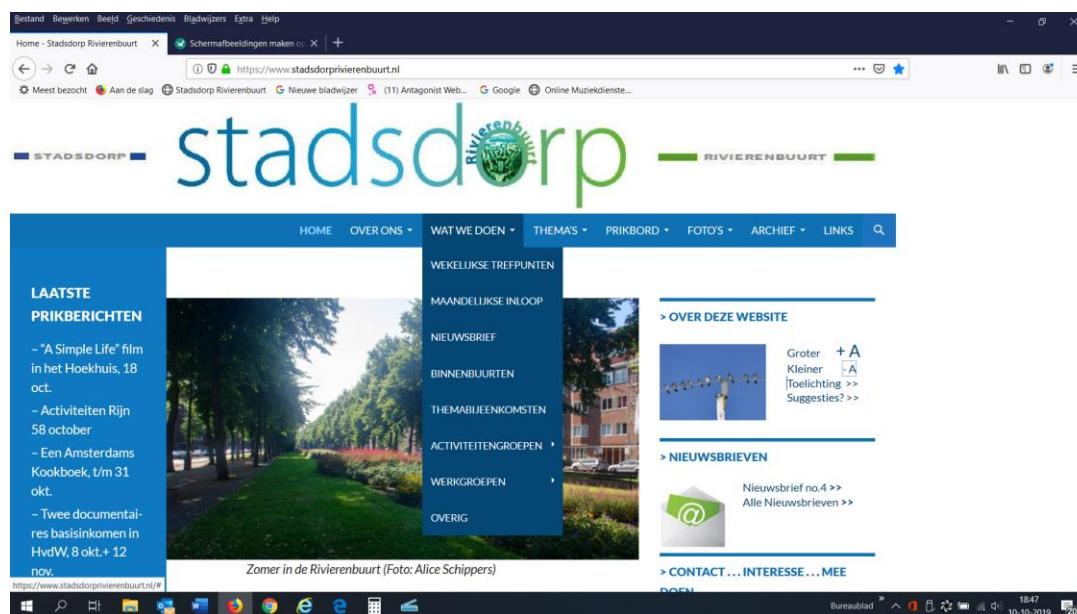 Bestand Bewerken Beeld Geschiedenis Bladwijzers Extra Help
Home - Stadsdorp Rivierenbuurt
Schermafbeeldingen maken op
https://www.stadsdorprivierenbuurt.nl
Meest bezocht Aan de slag Stadsdorp Rivierenbuurt Nieuwe bladwijzer (11) Antagonist Web... Google Online Muziekdienste...
STADSDORP
stadsdorp
Rivierenbuurt
RIVIERENBUURT
HOME OVER ONS WAT WE DOEN THEMA'S PRIKBORD FOTO'S ARCHIEF LINKS
WEKELIJKSE TREFPUNTEN
MAANDELIJKSE INLOOP
NIEUWSBRIEF
BINNENBUURTEN
THEMABIJEENKOMSTEN
ACTIVITEITENGROEPEN
WERKGROEPEN
OVERIG
LAATSTE
PRIKBERICHTEN
– "A Simple Life" film
in het Hoekhuis, 18
oct.
– Activiteiten Rijn
58 october
– Een Amsterdams
Kookboek, t/m 31
okt.
– Twee documentai-
res basisinkomen in
HvdW, 8 okt.+ 12
nov.
https://www.stadsdorprivierenbuurt.nl/#
Zomer in de Rivierenbuurt (Foto: Alice Schippers)
> OVER DEZE WEBSITE
Groter + A
Kleiner - A
Toelichting >>
Suggesties? >>
> NIEUWSBRIEVEN
Nieuwsbrief no.4 >>
Alle Nieuwsbrieven >>
> CONTACT . . . INTERESSE . . . MEE
DOEN
Bureaublad
18:47
10-10-2019